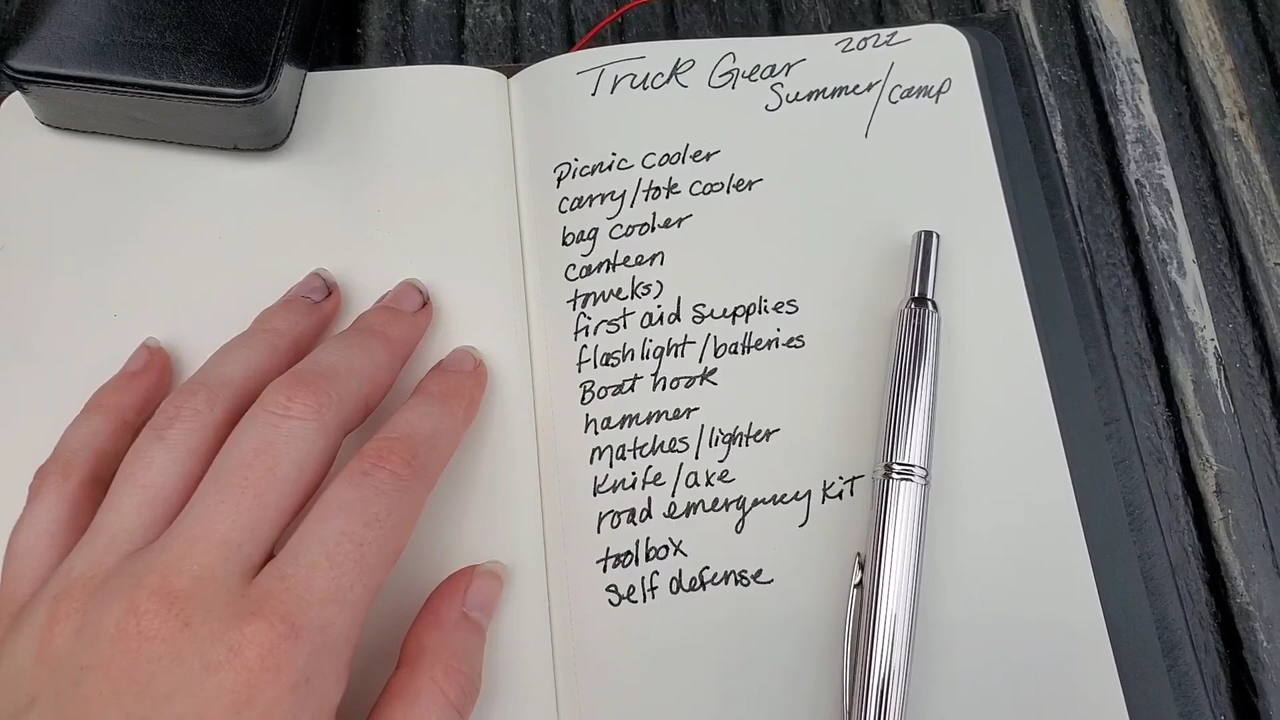 Truck Gear 2022
Summer/camp
Picnic cooler
carry/tote cooler
bag cooler
canteen
towel(s)
first aid supplies
flashlight/batteries
Boat hook
hammer
matches/lighter
Knife/axe
road emergency Kit
toolbox
self defense